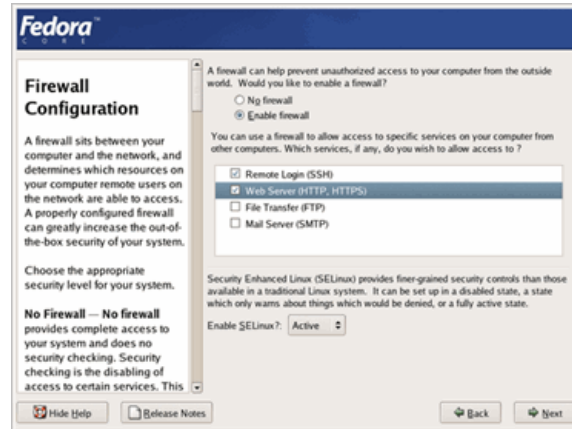 Fedora
CORE
Firewall
Configuration
A firewall sits between your
computer and the network, and
determines which resources on
your computer remote users on
the network are able to access.
A properly configured firewall
can greatly increase the out-of-
the-box security of your system.
Choose the appropriate
security level for your system.
No Firewall — No firewall
provides complete access to
your system and does no
security checking. Security
checking is the disabling of
access to certain services. This
A firewall can help prevent unauthorized access to your computer from the outside
world. Would you like to enable a firewall?
No firewall
Enable firewall
You can use a firewall to allow access to specific services on your computer from
other computers. Which services, if any, do you wish to allow access to ?
Remote Login (SSH)
Web Server (HTTP, HTTPS)
File Transfer (FTP)
Mail Server (SMTP)
Security Enhanced Linux (SELinux) provides finer-grained security controls than those
available in a traditional Linux system. It can be set up in a disabled state, a state
which only warns about things which would be denied, or a fully active state.
Enable SELinux?: Active
Hide Help
Release Notes
Back
Next